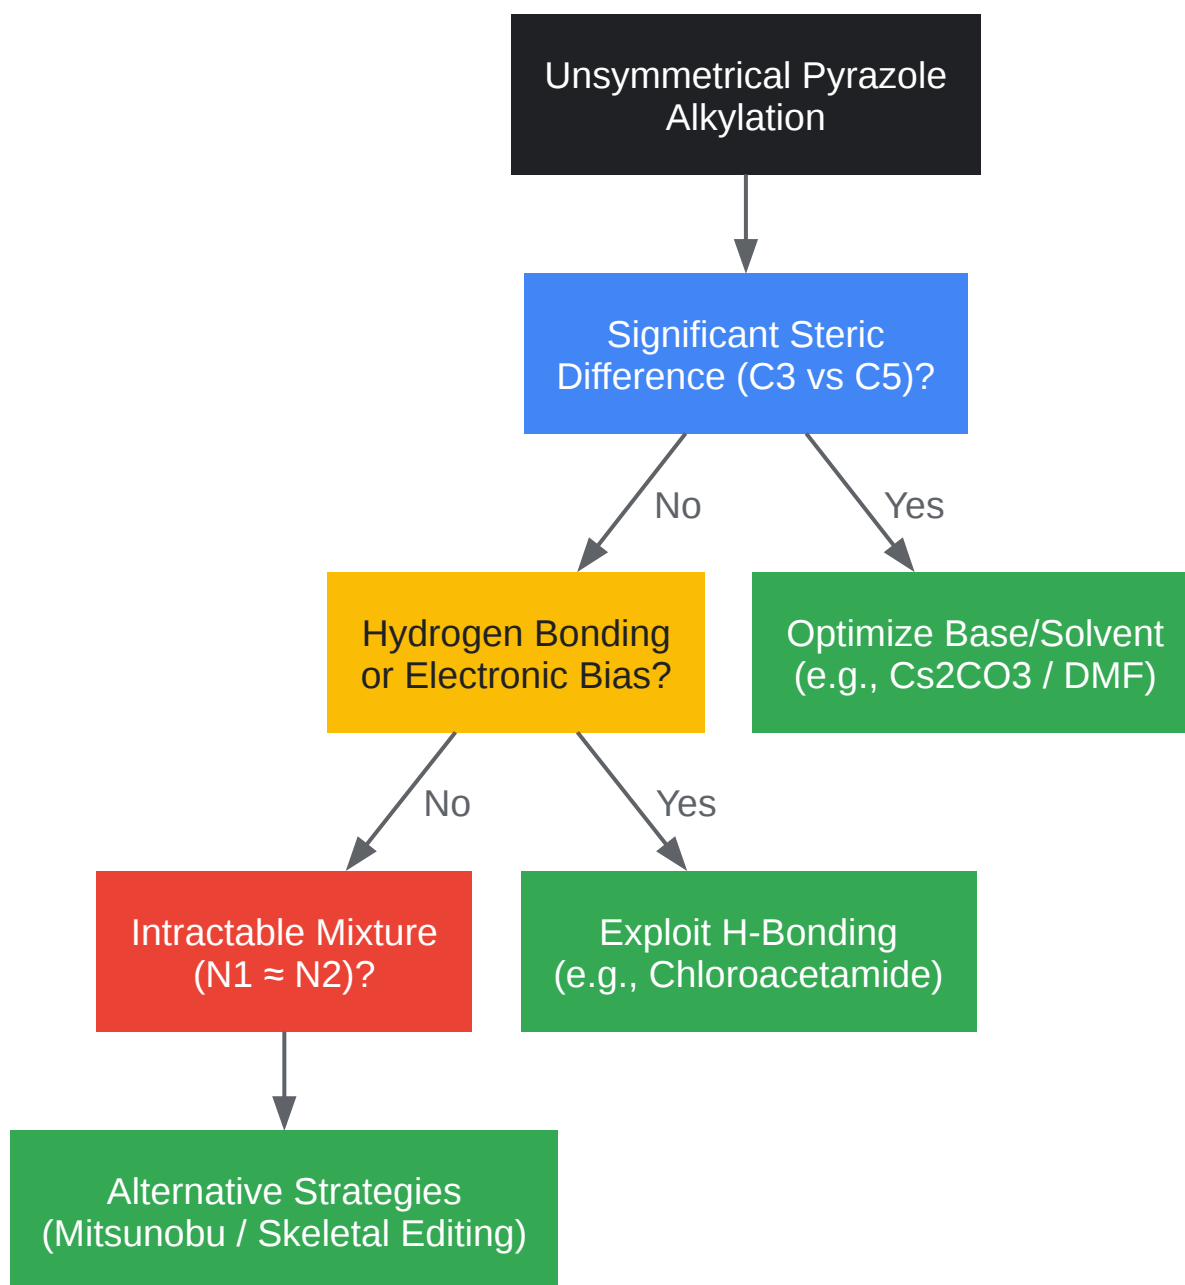 Unsymmetrical Pyrazole
Alkylation
Significant Steric
Difference (C3 vs C5)?
No
Yes
Hydrogen Bonding
or Electronic Bias?
Optimize Base/Solvent
(e.g., Cs2CO3 / DMF)
No
Yes
Intractable Mixture
(N1 ≈ N2)?
Exploit H-Bonding
(e.g., Chloroacetamide)
Alternative Strategies
(Mitsunobu / Skeletal Editing)